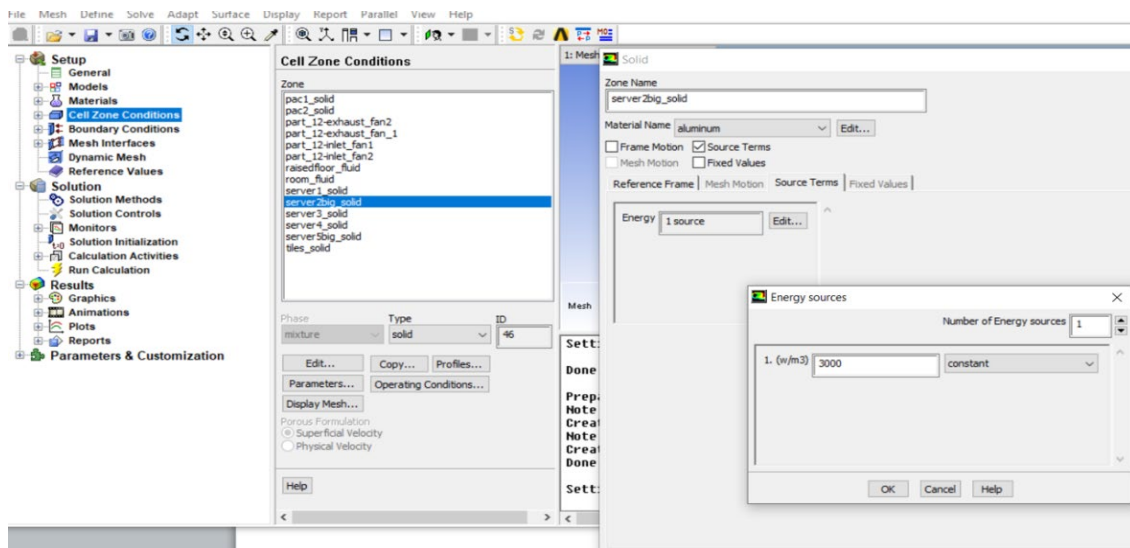 File Mesh Define Solve Adapt Surface Display Report Parallel View Help
Setup
General
Models
Materials
Cell Zone Conditions
Boundary Conditions
Mesh Interfaces
Dynamic Mesh
Reference Values
Solution
Solution Methods
Solution Controls
Monitors
Solution Initialization
Calculation Activities
Run Calculation
Results
Graphics
Animations
Plots
Reports
Parameters & Customization
Cell Zone Conditions
Zone
pac1_solid
pac2_solid
part_12-exhaust_fan2
part_12-exhaust_fan_1
part_12-inlet_fan1
part_12-inlet_fan2
raisedfloor_fluid
room_fluid
server1_solid
server2big_solid
server3_solid
server4_solid
server5big_solid
tiles_solid
Phase Type ID
mixture solid 46
Edit... Copy... Profiles...
Parameters... Operating Conditions...
Display Mesh...
Porous Formulation
Superficial Velocity
Physical Velocity
Help
1: Mesh
Mesh
Setti
Done
Prepa
Note
Creat
Note
Creat
Done
Setti
Solid
Zone Name
server2big_solid
Material Name aluminum Edit...
Frame Motion Source Terms
Mesh Motion Fixed Values
Reference Frame Mesh Motion Source Terms Fixed Values
Energy 1 source Edit...
Energy sources
Number of Energy sources 1
1. (w/m3) 3000 constant
OK Cancel Help